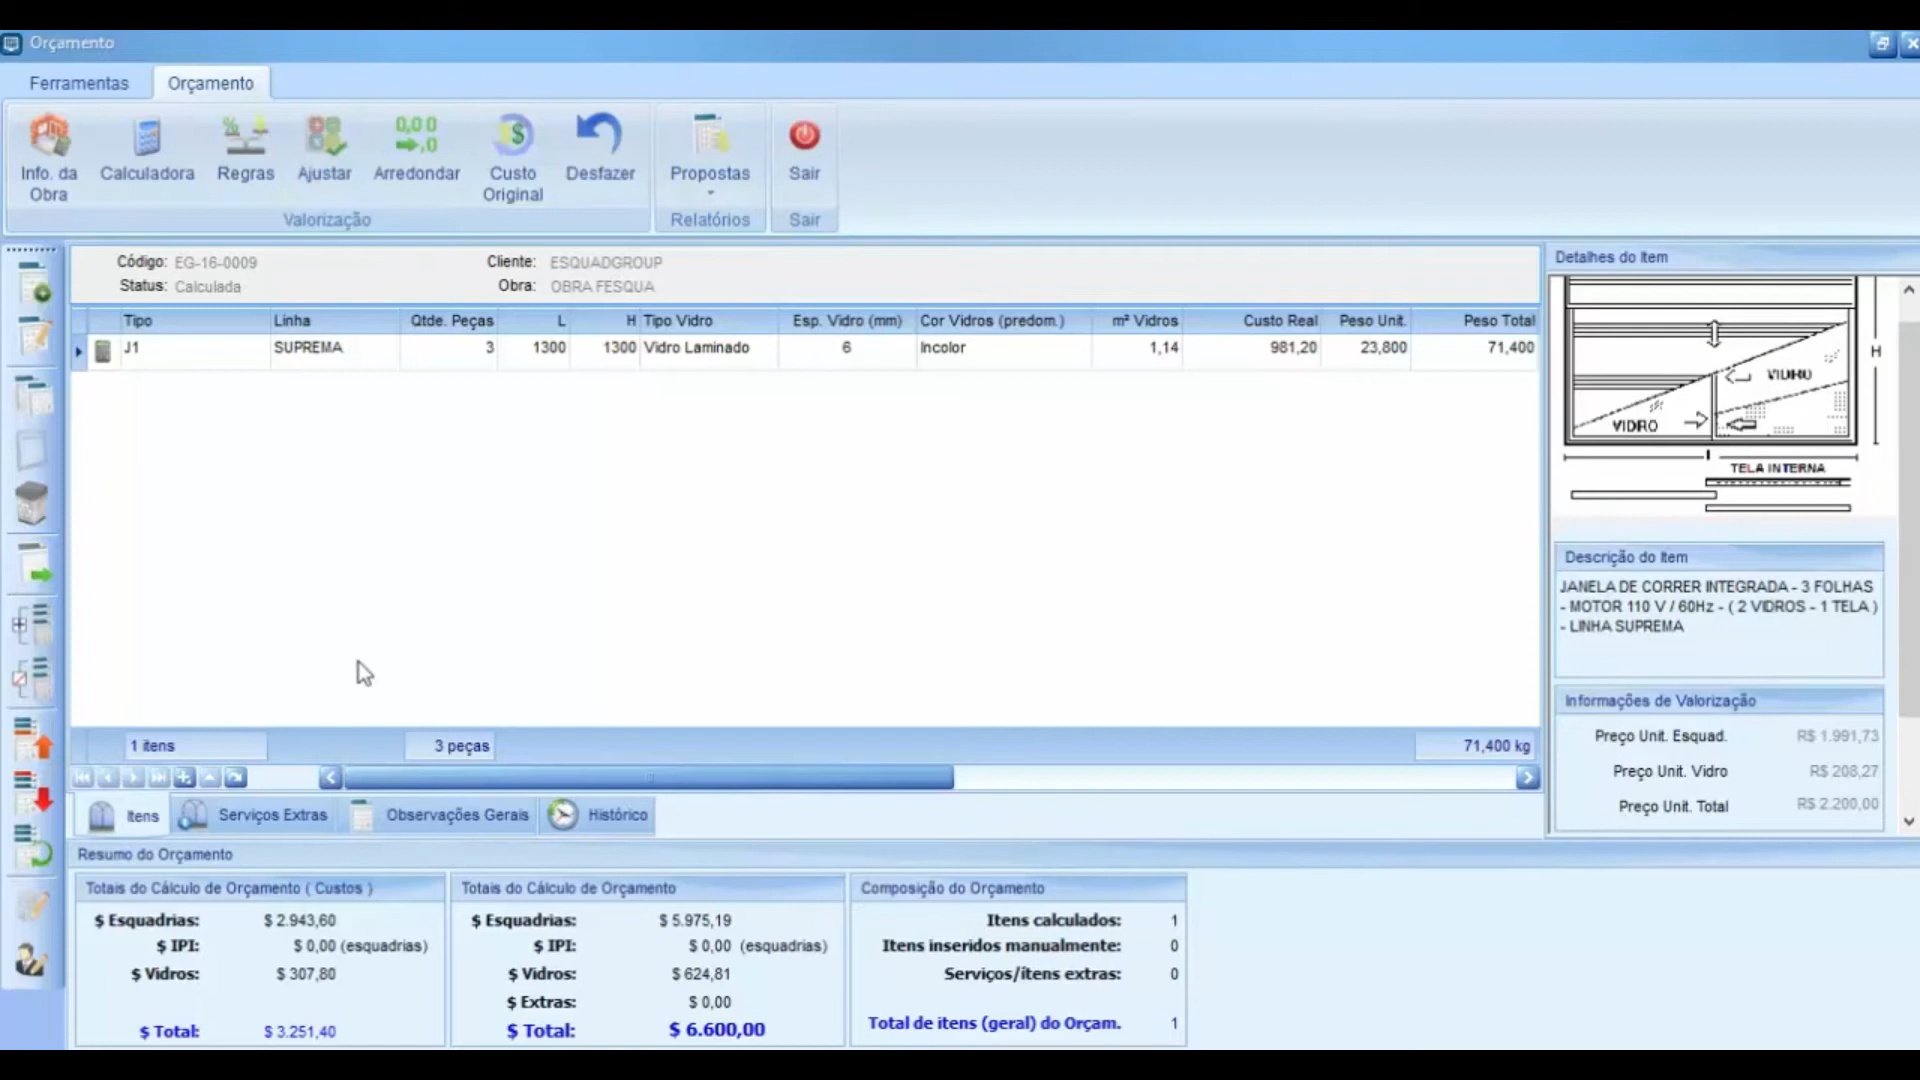 Orçamento
Ferramentas
Orçamento
Info. da Obra
Calculadora
Regras
Ajustar
0,00
,0
Arredondar
Custo Original
Desfazer
Propostas
Sair
Valorização
Relatórios
Sair
Código: EG-16-0009
Cliente: ESQUADGROUP
Status: Calculada
Obra: OBRA FESQUA
Tipo Linha Qtde. Peças L H Tipo Vidro Esp. Vidro (mm) Cor Vidros (predom.) m² Vidros Custo Real Peso Unit. Peso Total
J1 SUPREMA 3 1300 1300 Vidro Laminado 6 Incolor 1,14 981,20 23,800 71,400
1 itens 3 peças 71,400 kg
Itens
Serviços Extras
Observações Gerais
Histórico
Detalhes do Item
H
VIDRO
VIDRO
TELA INTERNA
Descrição do Item
JANELA DE CORRER INTEGRADA - 3 FOLHAS
- MOTOR 110 V / 60Hz - ( 2 VIDROS - 1 TELA )
- LINHA SUPREMA
Informações de Valorização
Preço Unit. Esquad. R$ 1.991,73
Preço Unit. Vidro R$ 208,27
Preço Unit. Total R$ 2.200,00
Resumo do Orçamento
Totais do Cálculo de Orçamento ( Custos )
$ Esquadrias: $ 2.943,60
$ IPI: $ 0,00 (esquadrias)
$ Vidros: $ 307,80
$ Total: $ 3.251,40
Totais do Cálculo de Orçamento
$ Esquadrias: $ 5.975,19
$ IPI: $ 0,00 (esquadrias)
$ Vidros: $ 624,81
$ Extras: $ 0,00
$ Total: $ 6.600,00
Composição do Orçamento
Itens calculados: 1
Itens inseridos manualmente: 0
Serviços/ítens extras: 0
Total de itens (geral) do Orçam. 1